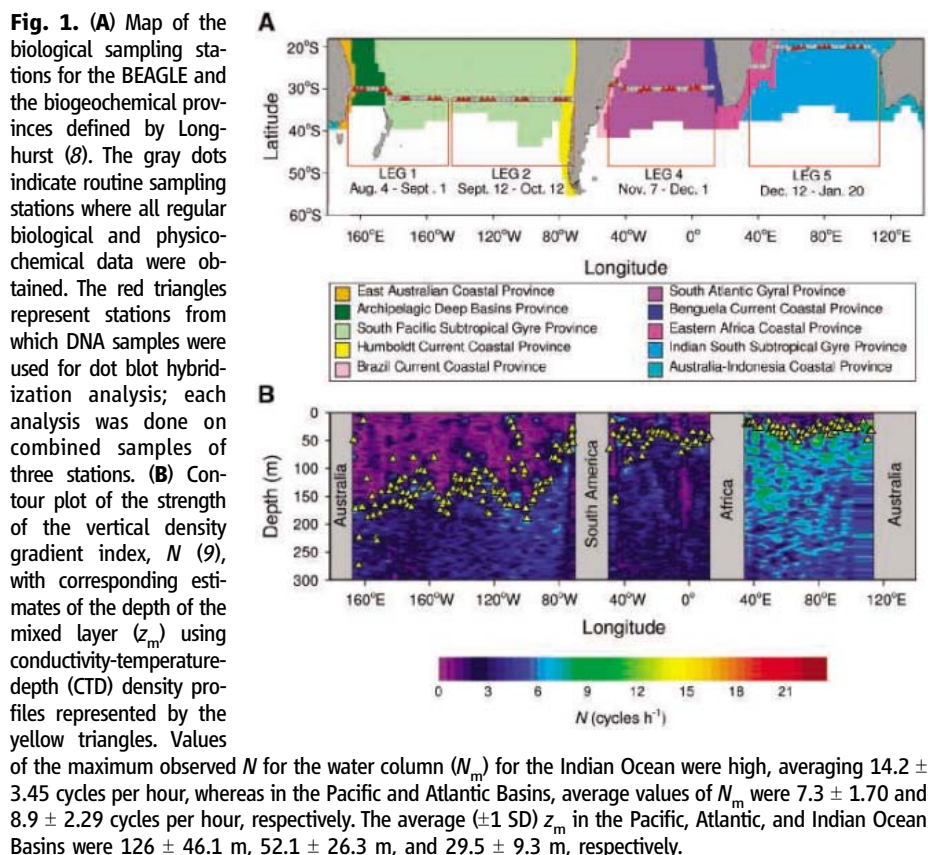 Fig. 1. (A) Map of the
biological sampling sta-
tions for the BEAGLE and
the biogeochemical prov-
inces defined by Long-
hurst (8). The gray dots
indicate routine sampling
stations where all regular
biological and physico-
chemical data were ob-
tained. The red triangles
represent stations from
which DNA samples were
used for dot blot hybrid-
ization analysis; each
analysis was done on
combined samples of
three stations. (B) Con-
tour plot of the strength
of the vertical density
gradient index, N (9),
with corresponding esti-
mates of the depth of the
mixed layer (zm) using
conductivity-temperature-
depth (CTD) density pro-
files represented by the
yellow triangles. Values
of the maximum observed N for the water column (Nm) for the Indian Ocean were high, averaging 14.2 ±
3.45 cycles per hour, whereas in the Pacific and Atlantic Basins, average values of Nm were 7.3 ± 1.70 and
8.9 ± 2.29 cycles per hour, respectively. The average (±1 SD) zm in the Pacific, Atlantic, and Indian Ocean
Basins were 126 ± 46.1 m, 52.1 ± 26.3 m, and 29.5 ± 9.3 m, respectively.
A
Latitude
20°S
30°S
40°S
50°S
60°S
LEG 1
Aug. 4 - Sept . 1
LEG 2
Sept. 12 - Oct. 12
LEG 4
Nov. 7 - Dec. 1
LEG 5
Dec. 12 - Jan. 20
160°E 160°W 120°W 80°W 40°W 0° 40°E 80°E 120°E
Longitude
East Australian Coastal Province
Archipelagic Deep Basins Province
South Pacific Subtropical Gyre Province
Humboldt Current Coastal Province
Brazil Current Coastal Province
South Atlantic Gyral Province
Benguela Current Coastal Province
Eastern Africa Coastal Province
Indian South Subtropical Gyre Province
Australia-Indonesia Coastal Province
B
Depth (m)
0
50
100
150
200
250
300
Australia
South America
Africa
Australia
160°E 160°W 120°W 80°W 40°W 0° 40°E 80°E 120°E
Longitude
0 3 6 9 12 15 18 21
N (cycles h-1)